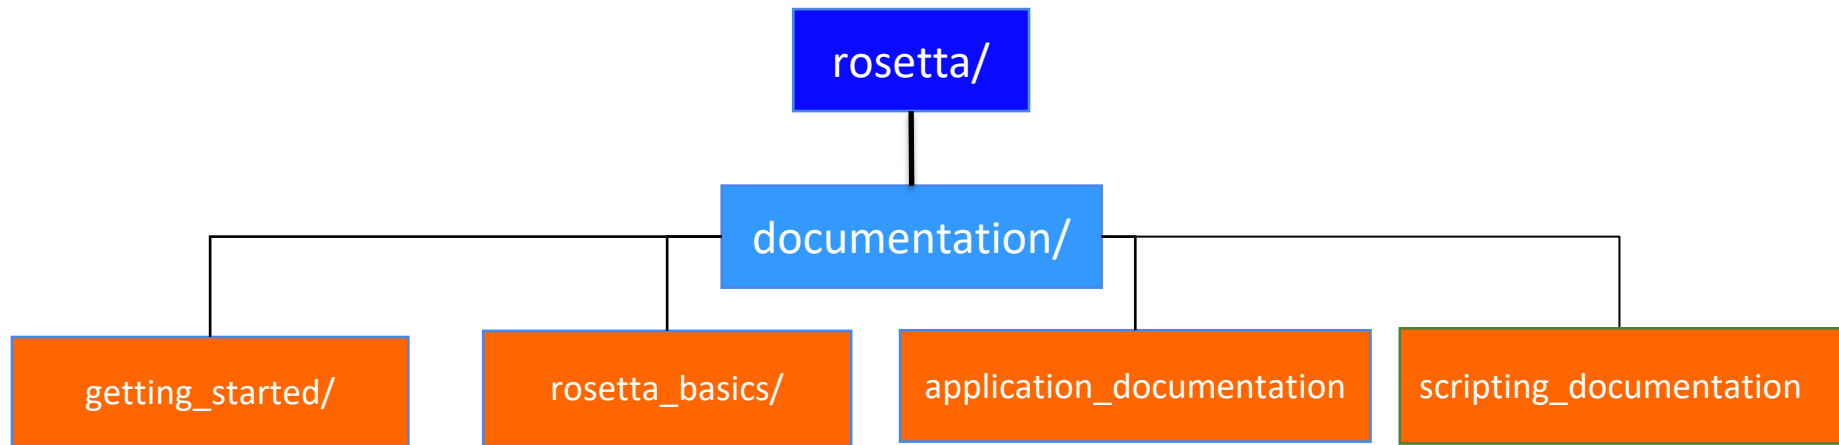 rosetta/
documentation/
getting_started/
rosetta_basics/
application_documentation
scripting_documentation